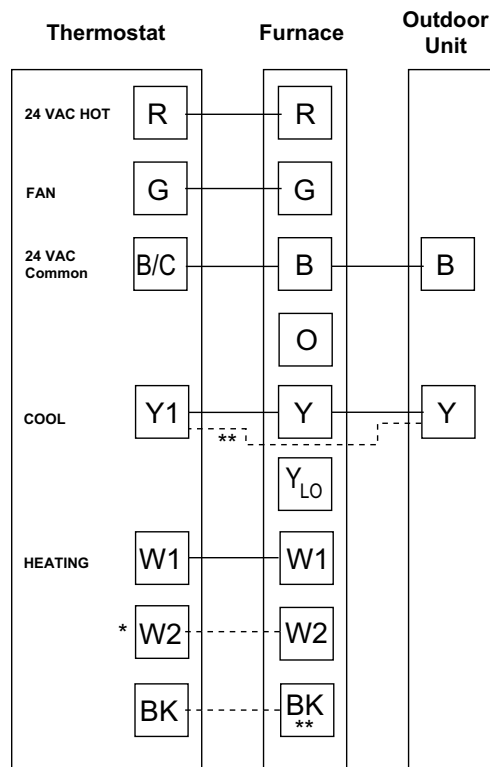 Thermostat Furnace Outdoor
Unit
24 VAC HOT R R
FAN G G
24 VAC
Common B/C B B
O
COOL Y1 Y Y
**
YLO
HEATING W1 W1
* W2 W2
BK BK
**